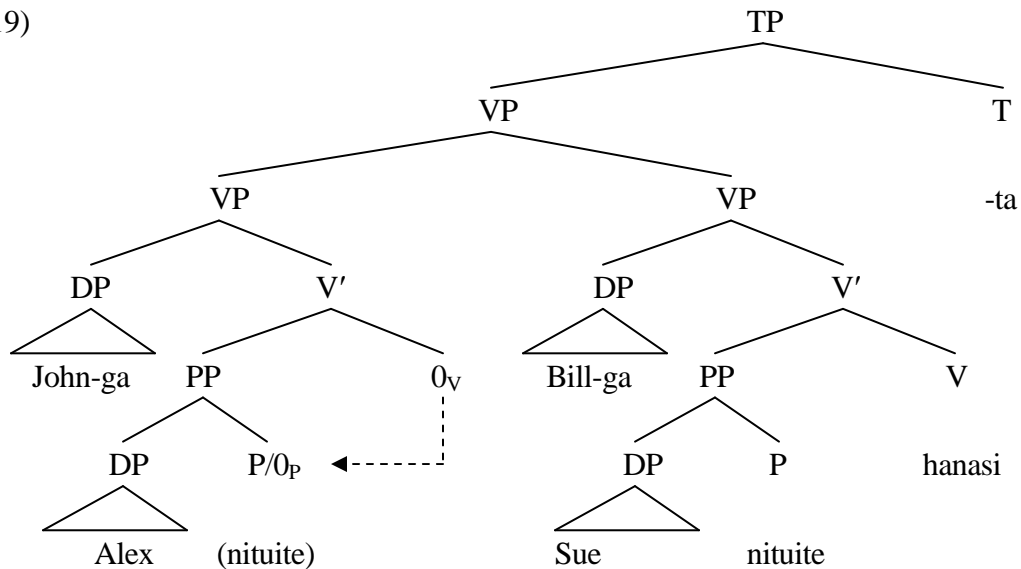 19) TP
VP T
VP VP -ta
DP V′ DP V′
John-ga PP 0V Bill-ga PP V
DP P/0P DP P hanasi
Alex (nituite) Sue nituite